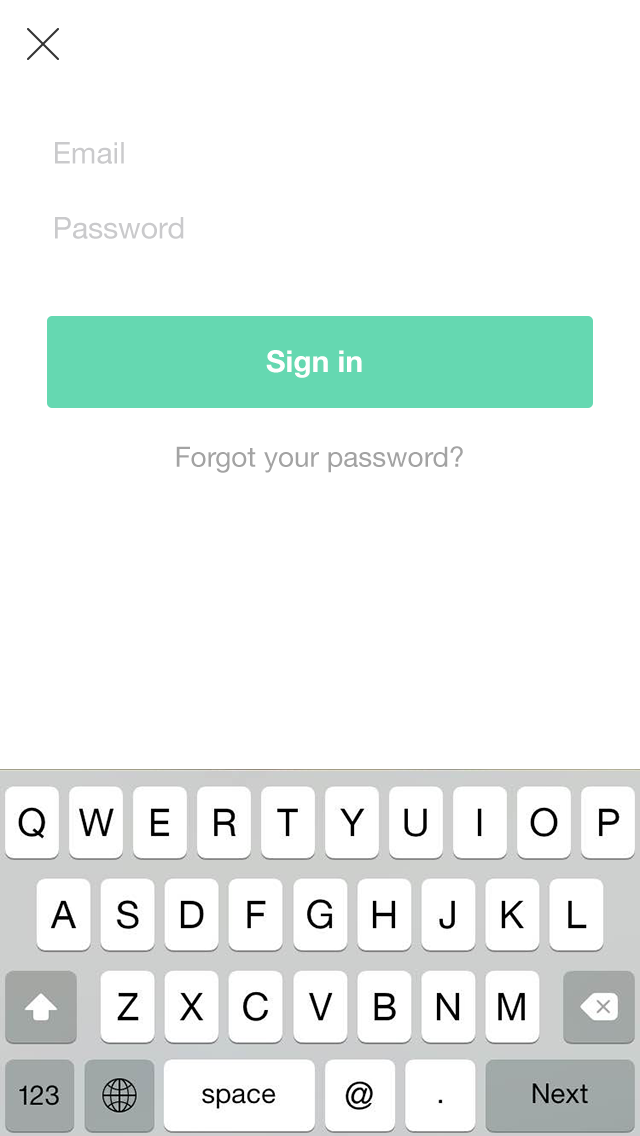 Email
Password
Sign in
Forgot your password?
Q W E R T Y U I O P
A S D F G H J K L
Z X C V B N M
123 space @ . Next